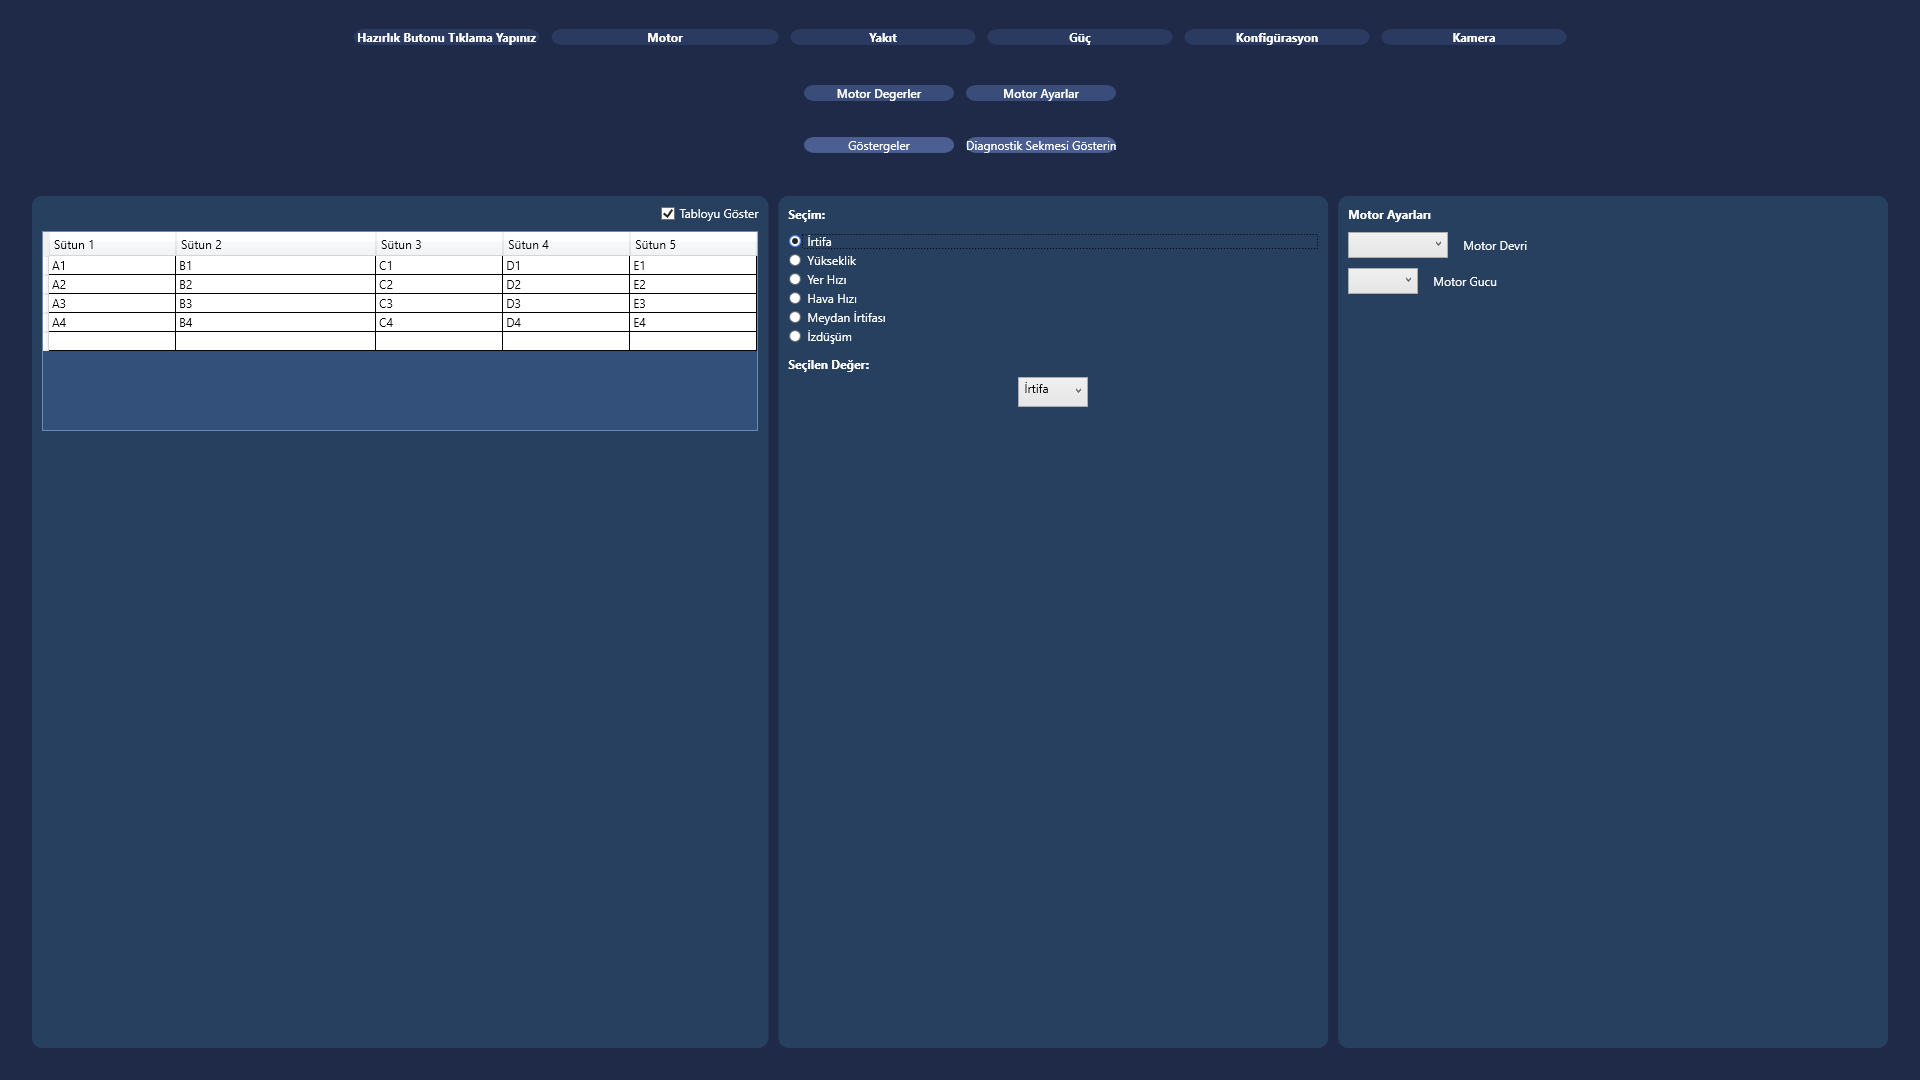 Hazırlık Butonu Tıklama Yapınız Motor Yakıt Güç Konfigürasyon Kamera
Motor Degerler Motor Ayarlar
Göstergeler Diagnostik Sekmesi Gösterin
Tabloyu Göster
Sütun 1 Sütun 2 Sütun 3 Sütun 4 Sütun 5
A1 B1 C1 D1 E1
A2 B2 C2 D2 E2
A3 B3 C3 D3 E3
A4 B4 C4 D4 E4
Seçim:
İrtifa
Yükseklik
Yer Hızı
Hava Hızı
Meydan İrtifası
İzdüşüm
Seçilen Değer:
İrtifa
Motor Ayarları
Motor Devri
Motor Gucu